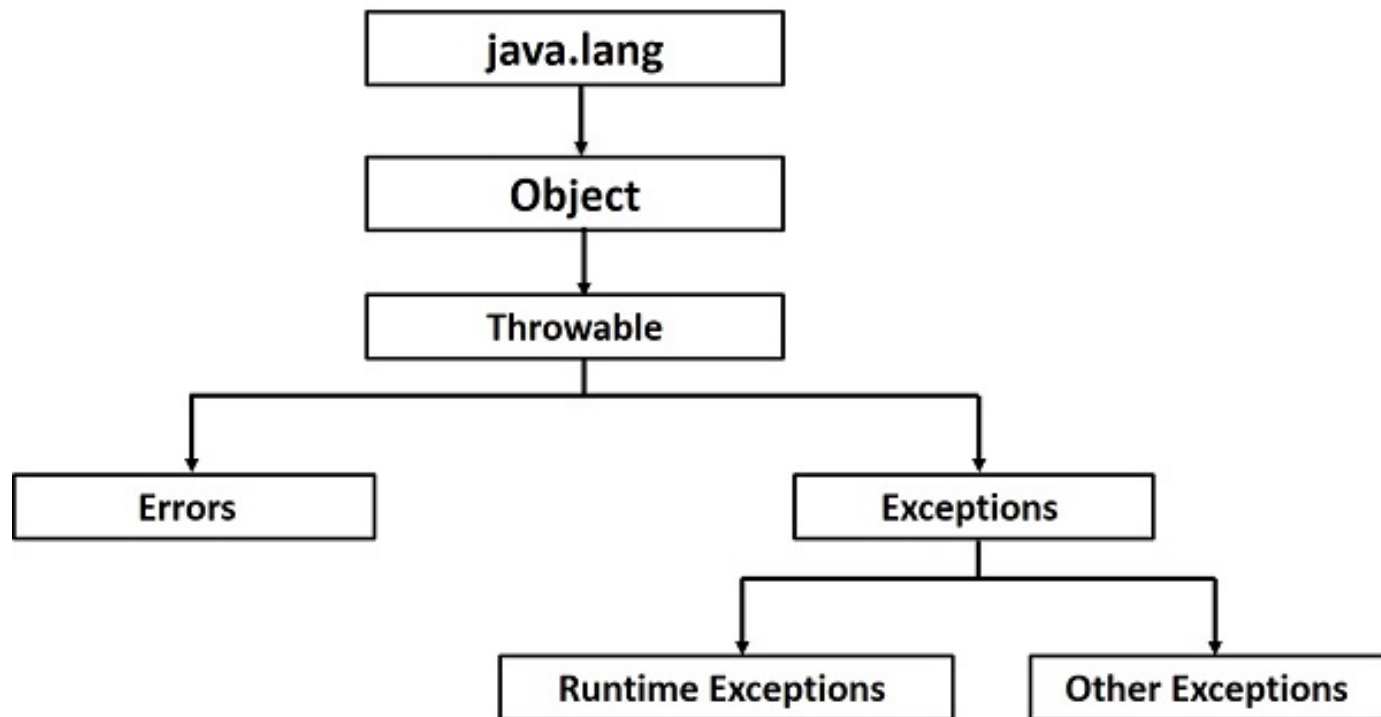 java.lang
Object
Throwable
Errors
Exceptions
Runtime Exceptions
Other Exceptions